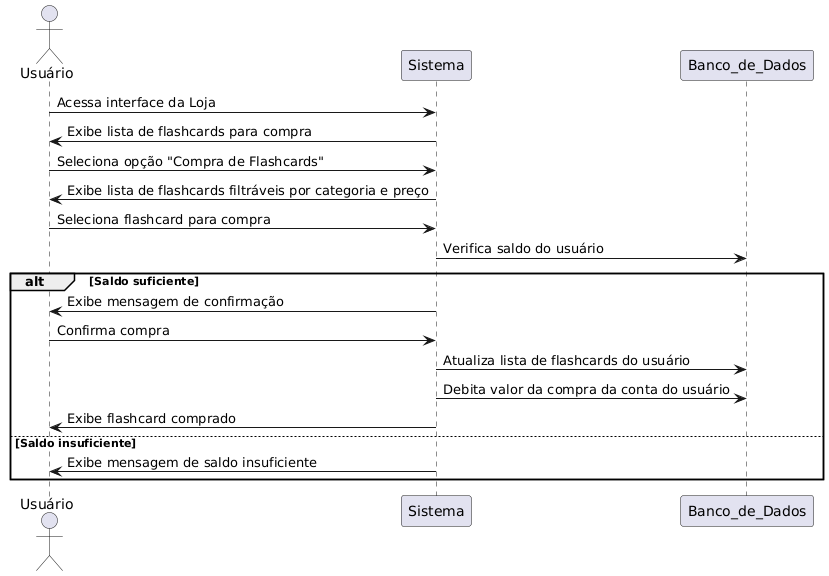 Usuário
Sistema
Banco_de_Dados
Acessa interface da Loja
Exibe lista de flashcards para compra
Seleciona opção "Compra de Flashcards"
Exibe lista de flashcards filtráveis por categoria e preço
Seleciona flashcard para compra
Verifica saldo do usuário
alt
[Saldo suficiente]
Exibe mensagem de confirmação
Confirma compra
Atualiza lista de flashcards do usuário
Debita valor da compra da conta do usuário
Exibe flashcard comprado
[Saldo insuficiente]
Exibe mensagem de saldo insuficiente
Usuário
Sistema
Banco_de_Dados